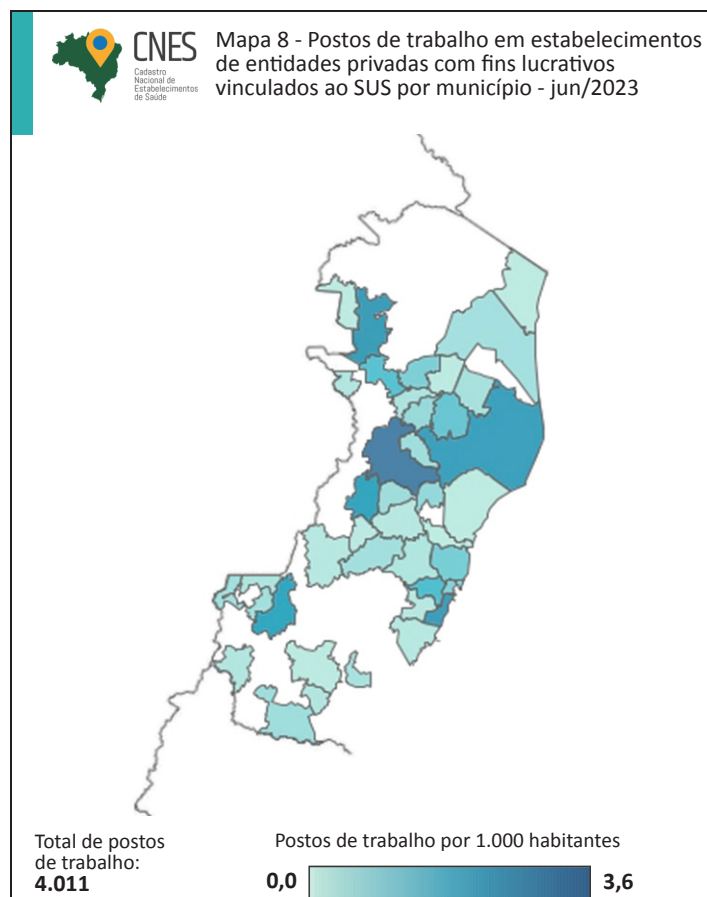 CNES
Cadastro
Nacional de
Estabelecimentos
de Saúde
Mapa 8 - Postos de trabalho em estabelecimentos
de entidades privadas com fins lucrativos
vinculados ao SUS por município - jun/2023
Total de postos
de trabalho:
4.011
Postos de trabalho por 1.000 habitantes
0,0
3,6